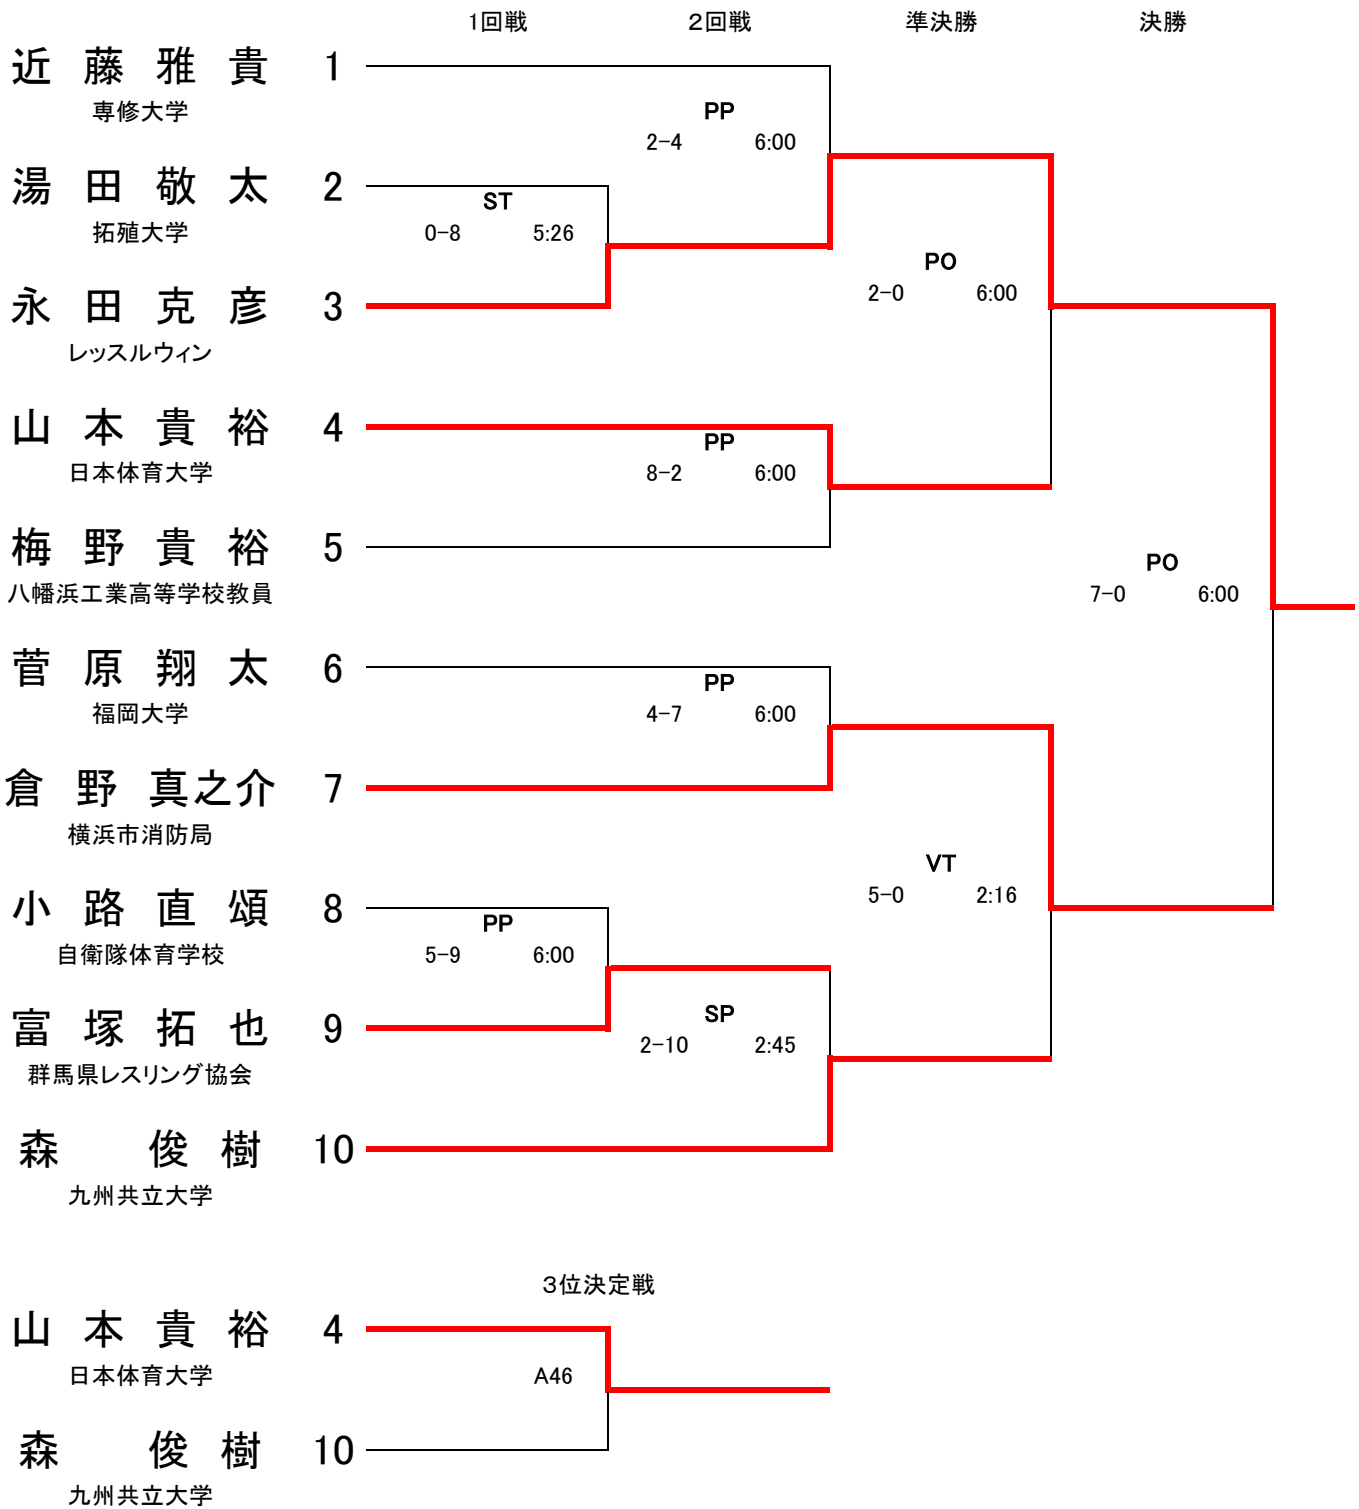 1回戦 2回戦 準決勝 決勝
近藤雅貴 1
専修大学
PP
2-4 6:00
湯田敬太 2
拓殖大学
ST
0-8 5:26
永田克彦 3
レッスルウィン
PO
2-0 6:00
山本貴裕 4
日本体育大学
PP
8-2 6:00
梅野貴裕 5
八幡浜工業高等学校教員
PO
7-0 6:00
菅原翔太 6
福岡大学
PP
4-7 6:00
倉野真之介 7
横浜市消防局
VT
5-0 2:16
小路直頌 8
自衛隊体育学校
PP
5-9 6:00
富塚拓也 9
群馬県レスリング協会
SP
2-10 2:45
森 俊樹 10
九州共立大学
3位決定戦
山本貴裕 4
日本体育大学
A46
森 俊樹 10
九州共立大学